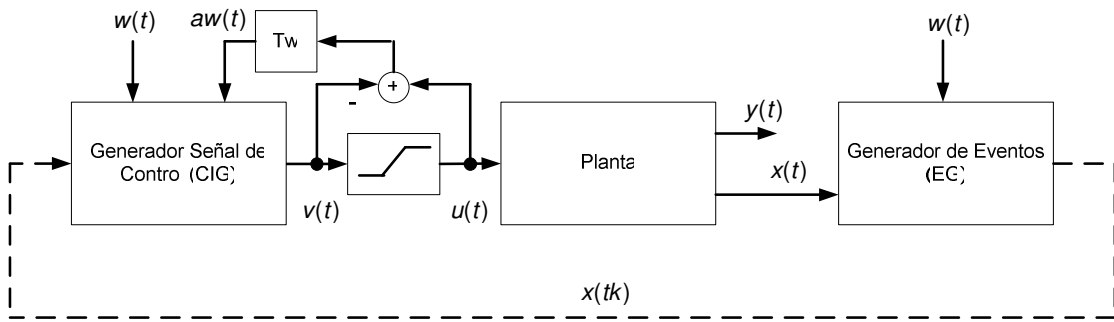 w(t)
aw(t)
Tw
w(t)
+
-
y(t)
Generador Señal de
Contro (CIG)
Planta
Generador de Eventos
(EG)
x(t)
v(t)
u(t)
x(tk)